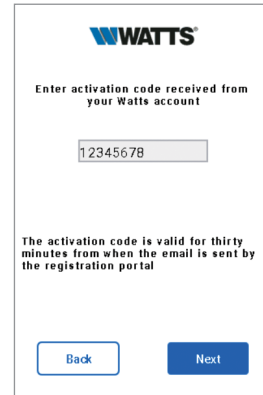 WATTS®
Enter activation code received from
your Watts account
12345678
The activation code is valid for thirty
minutes from when the email is sent by
the registration portal
Back
Next